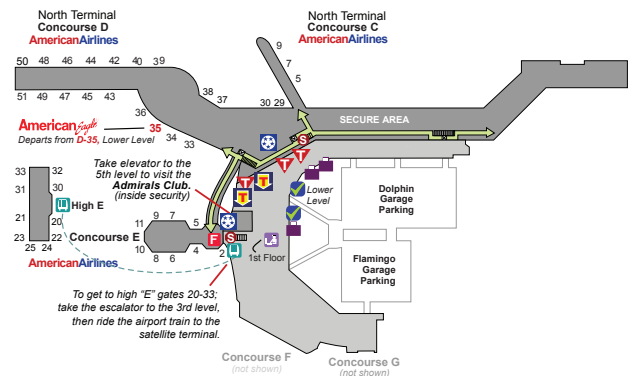 North Terminal
Concourse D
AmericanAirlines
North Terminal
Concourse C
AmericanAirlines
9
7
5
50 48 46 44 42 40 39
51 49 47 45 43
38
37
36
30 29
SECURE AREA
American Eagle 35
Departs from D-35, Lower Level
34
33
S
T T
Take elevator to the
5th level to visit the
Admirals Club.
(inside security)
T T
T
Lower
Level
Dolphin
Garage
Parking
33 32
31 30
High E
21 20
23 22
25 24
AmericanAirlines
Concourse E
11 9 7 5
10 8 6 4 2
F
S
1st Floor
Flamingo
Garage
Parking
To get to high "E" gates 20-33;
take the escalator to the 3rd level,
then ride the airport train to the
satellite terminal.
Concourse F
(not shown)
Concourse G
(not shown)